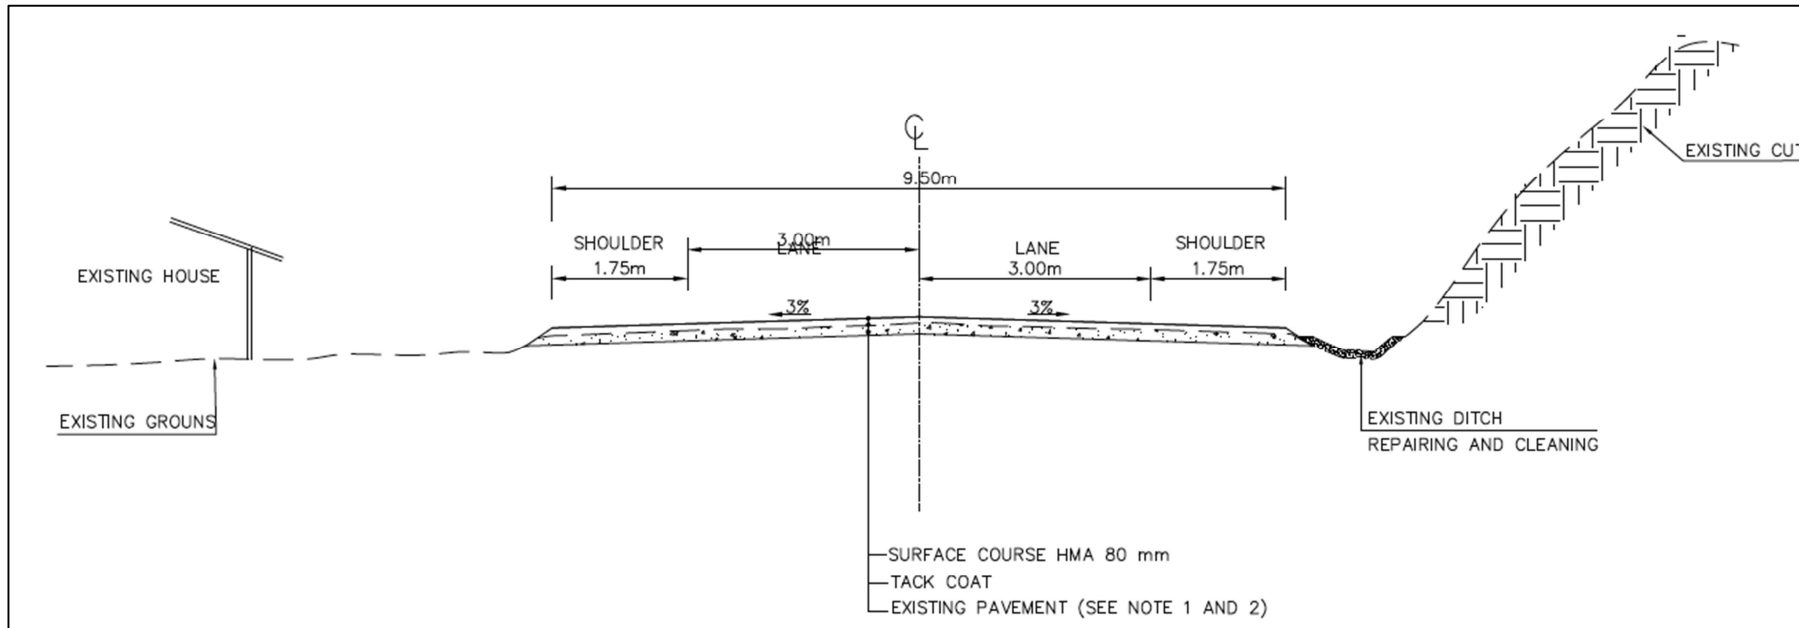 CL
9.50m
SHOULDER
3.00m
LANE
LANE
SHOULDER
1.75m
3.00m
1.75m
EXISTING HOUSE
3%
3%
EXISTING CUT
EXISTING GROUNS
EXISTING DITCH
REPAIRING AND CLEANING
SURFACE COURSE HMA 80 mm
TACK COAT
EXISTING PAVEMENT (SEE NOTE 1 AND 2)